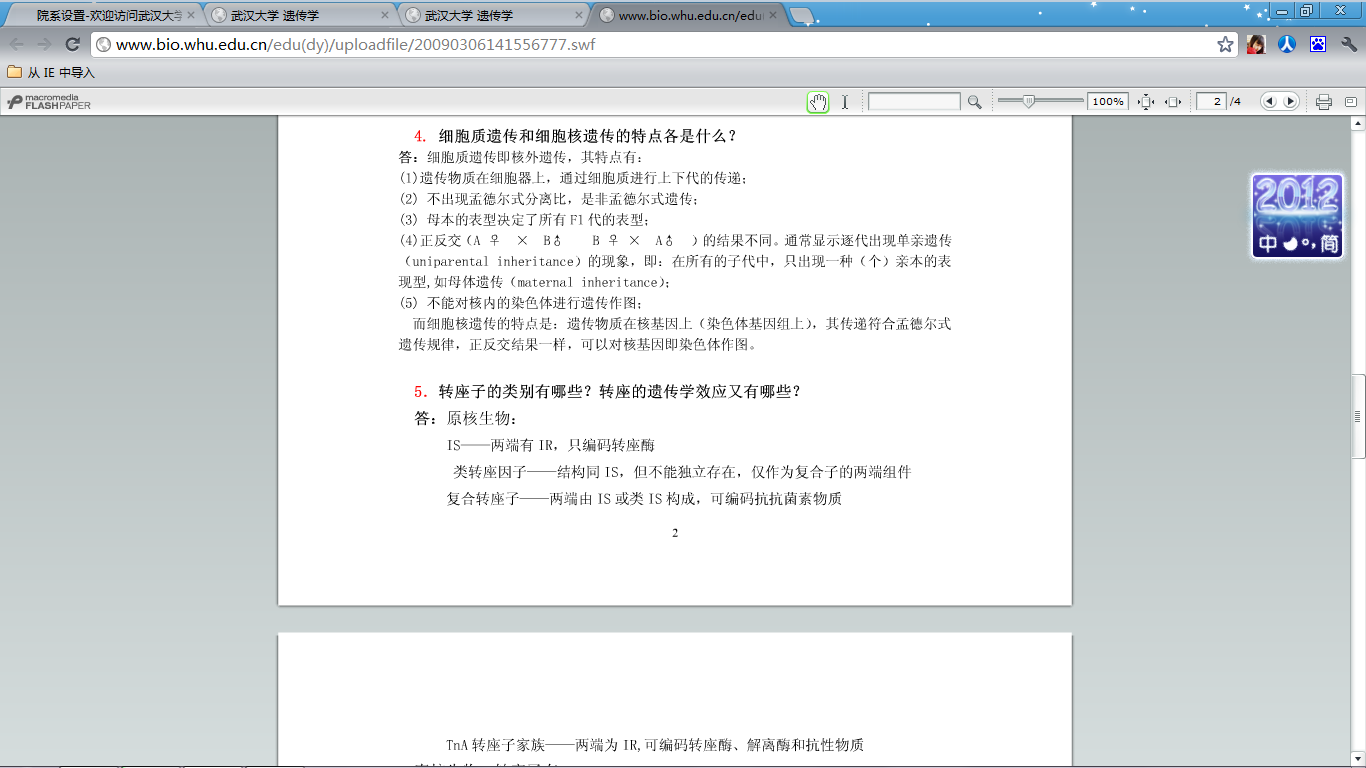 院系设置-欢迎访问武汉大学
武汉大学 遗传学
武汉大学 遗传学
www.bio.whu.edu.cn/edu
www.bio.whu.edu.cn/edu(dy)/uploadfile/20090306141556777.swf
从 IE 中导入
macromedia
FLASHPAPER
100%
2 /4
4. 细胞质遗传和细胞核遗传的特点各是什么？
答：细胞质遗传即核外遗传，其特点有：
(1)遗传物质在细胞器上，通过细胞质进行上下代的传递；
(2) 不出现孟德尔式分离比，是非孟德尔式遗传；
(3) 母本的表型决定了所有 F1 代的表型；
(4)正反交（A ♀ × B♂ B ♀ × A♂ ）的结果不同。通常显示逐代出现单亲遗传
（uniparental inheritance）的现象，即：在所有的子代中，只出现一种（个）亲本的表
现型,如母体遗传（maternal inheritance）；
(5) 不能对核内的染色体进行遗传作图；
而细胞核遗传的特点是：遗传物质在核基因上（染色体基因组上），其传递符合孟德尔式
遗传规律，正反交结果一样，可以对核基因即染色体作图。
5. 转座子的类别有哪些？转座的遗传学效应又有哪些？
答：原核生物：
IS——两端有 IR，只编码转座酶
类转座因子——结构同 IS，但不能独立存在，仅作为复合子的两端组件
复合转座子——两端由 IS 或类 IS 构成，可编码抗抗菌素物质
2
TnA 转座子家族——两端为 IR,可编码转座酶、解离酶和抗性物质
2012
中 简